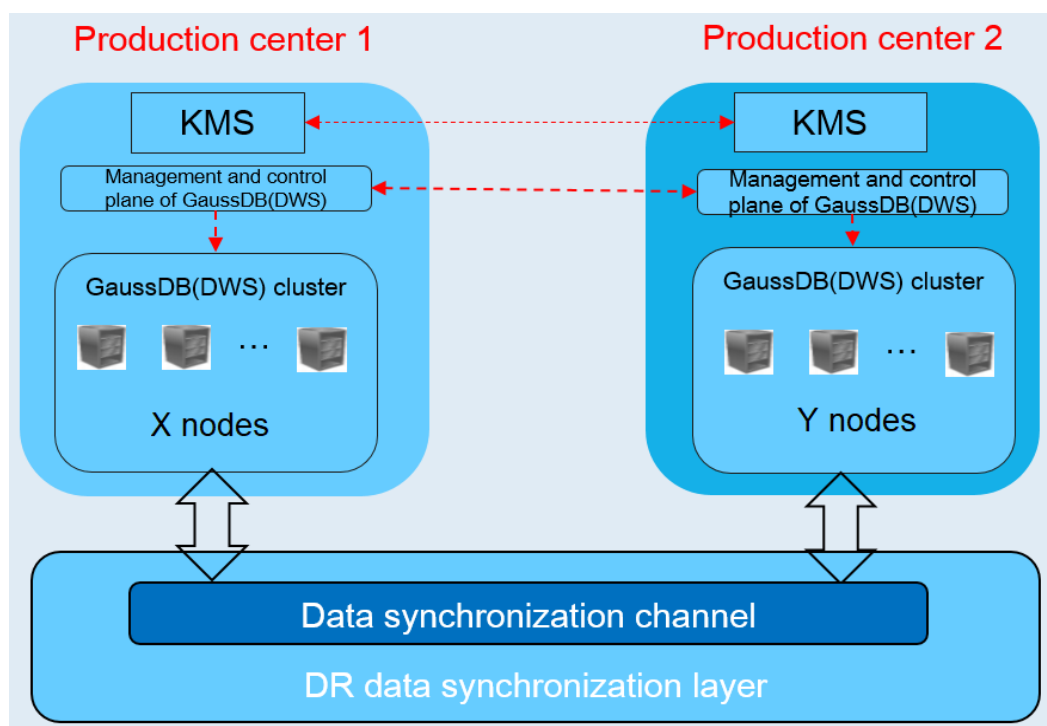 Production center 1
KMS
Management and control
plane of GaussDB(DWS)
GaussDB(DWS) cluster
...
X nodes
Production center 2
KMS
Management and control
plane of GaussDB(DWS)
GaussDB(DWS) cluster
...
Y nodes
Data synchronization channel
DR data synchronization layer